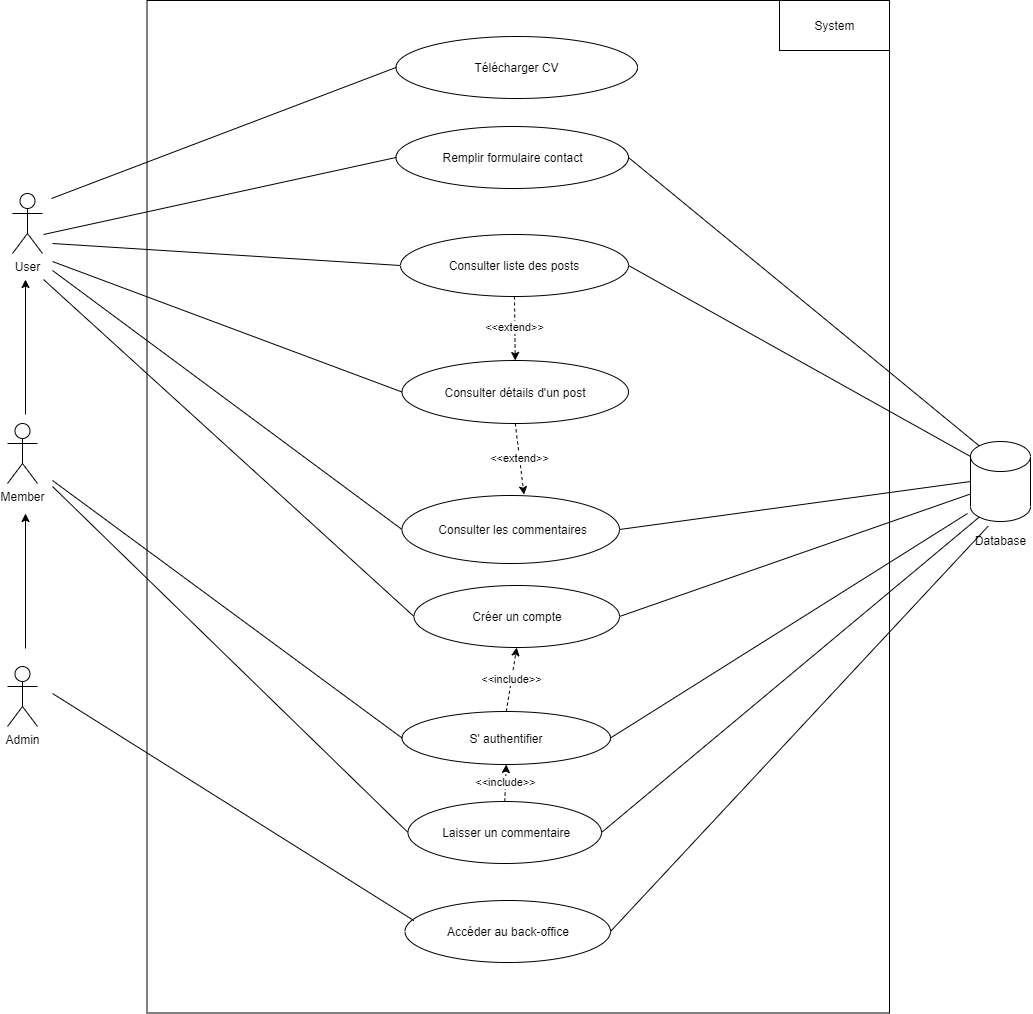 System
Télécharger CV
Remplir formulaire contact
User
Consulter liste des posts
<<extend>>
Consulter détails d'un post
<<extend>>
Member
Consulter les commentaires
Database
Créer un compte
<<include>>
Admin
S' authentifier
<<include>>
Laisser un commentaire
Accéder au back-office